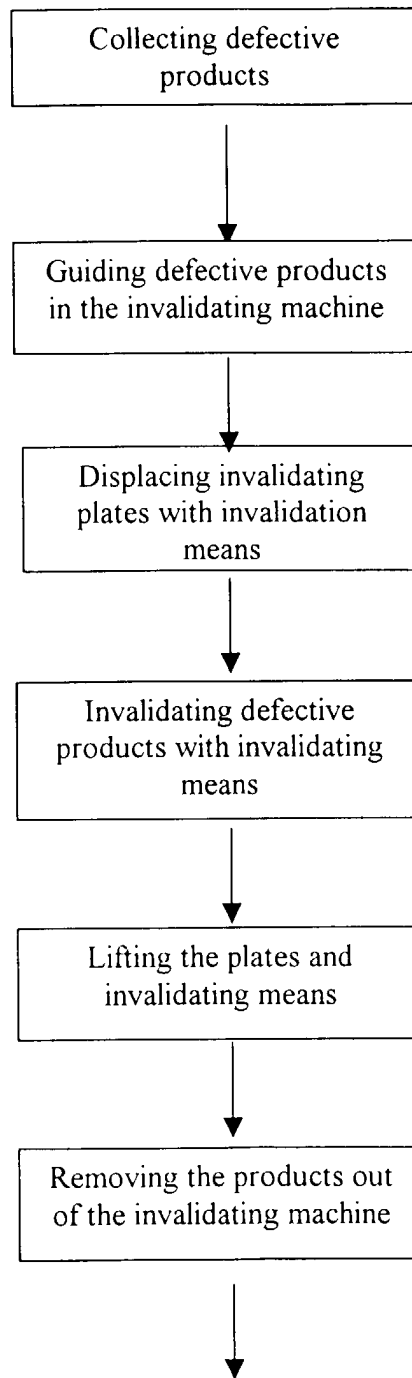 Collecting defective
products
Guiding defective products
in the invalidating machine
Displacing invalidating
plates with invalidation
means
Invalidating defective
products with invalidating
means
Lifting the plates and
invalidating means
Removing the products out
of the invalidating machine